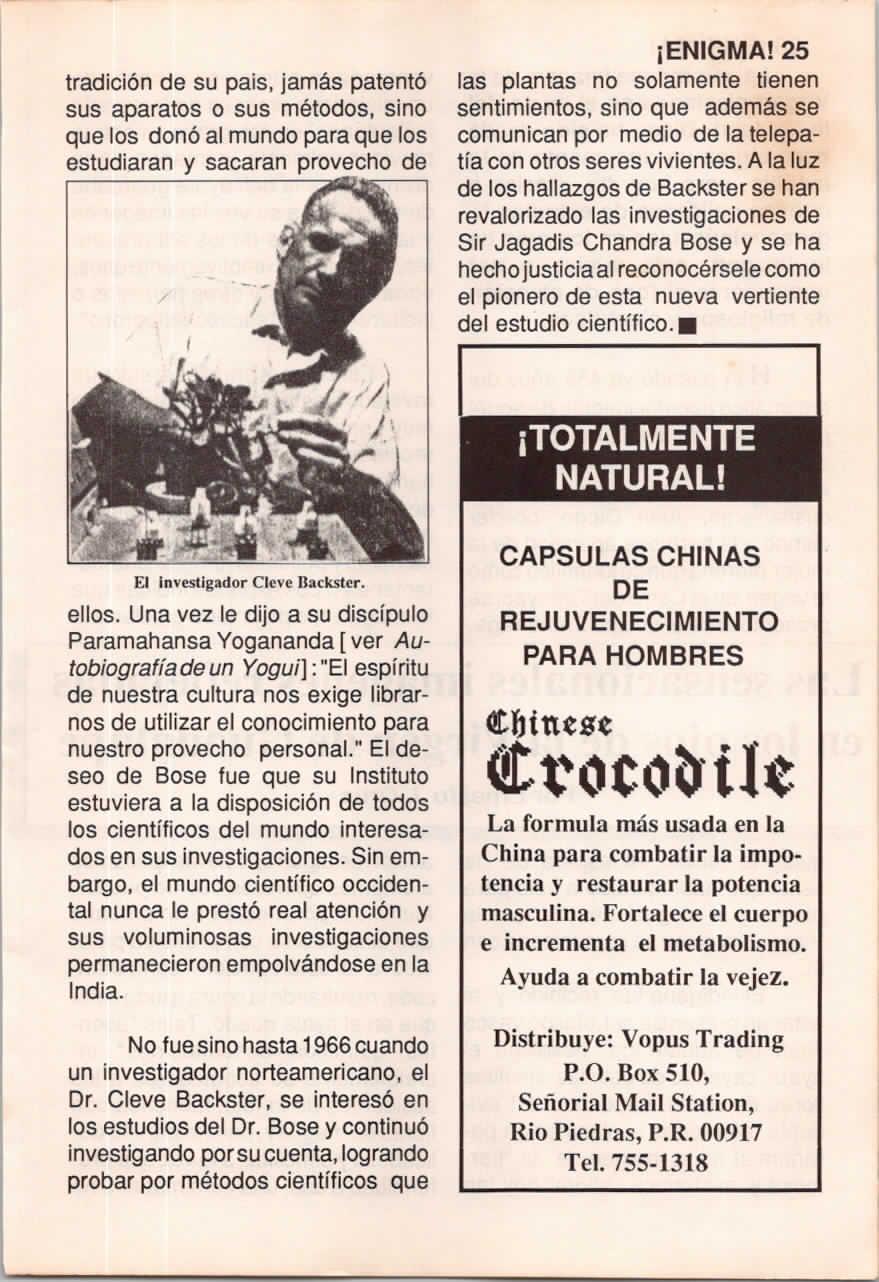 ¡ENIGMA! 25
tradición de su pais, jamás patentó
sus aparatos o sus métodos, sino
que los donó al mundo para que los
estudiaran y sacaran provecho de
El investigador Cleve Backster.
ellos. Una vez le dijo a su discípulo
Paramahansa Yogananda [ ver Au-
tobiografía de un Yogui] : "El espíritu
de nuestra cultura nos exige librar-
nos de utilizar el conocimiento para
nuestro provecho personal." El de-
seo de Bose fue que su Instituto
estuviera a la disposición de todos
los científicos del mundo interesa-
dos en sus investigaciones. Sin em-
bargo, el mundo científico occiden-
tal nunca le prestó real atención y
sus voluminosas investigaciones
permanecieron empolvándose en la
India.
No fue sino hasta 1966 cuando
un investigador norteamericano, el
Dr. Cleve Backster, se interesó en
los estudios del Dr. Bose y continuó
investigando por su cuenta, logrando
probar por métodos científicos que
las plantas no solamente tienen
sentimientos, sino que además se
comunican por medio de la telepa-
tía con otros seres vivientes. A la luz
de los hallazgos de Backster se han
revalorizado las investigaciones de
Sir Jagadis Chandra Bose y se ha
hecho justicia al reconocérsele como
el pionero de esta nueva vertiente
del estudio científico. ■
¡TOTALMENTE
NATURAL!
CAPSULAS CHINAS
DE
REJUVENECIMIENTO
PARA HOMBRES
Chinese
Crocodile
La formula más usada en la
China para combatir la impo-
tencia y restaurar la potencia
masculina. Fortalece el cuerpo
e incrementa el metabolismo.
Ayuda a combatir la vejez.
Distribuye: Vopus Trading
P.O. Box 510,
Señorial Mail Station,
Rio Piedras, P.R. 00917
Tel. 755-1318